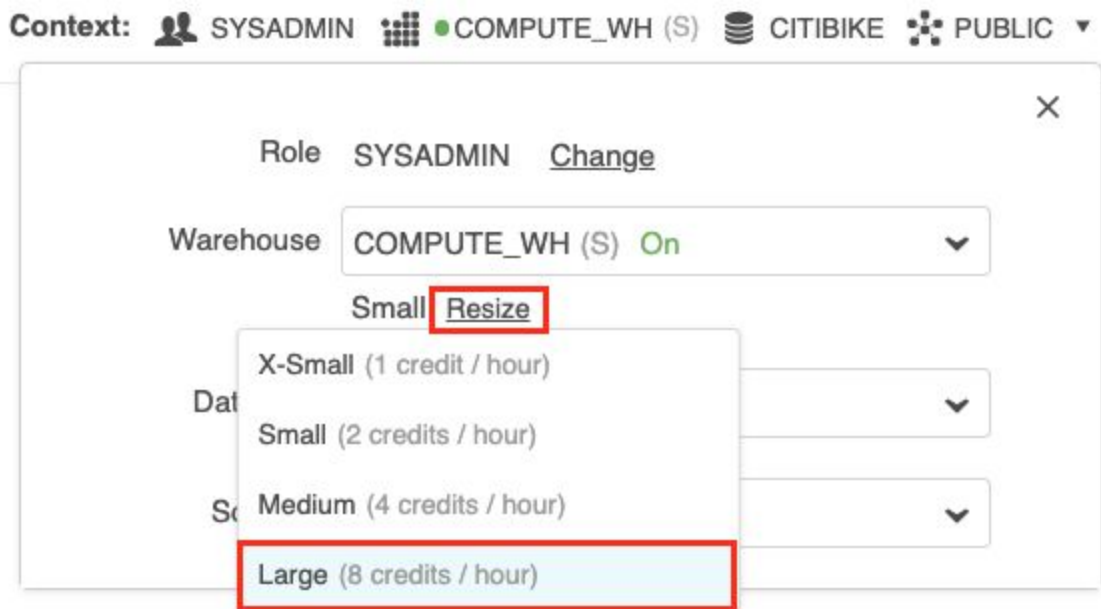 Context: SYSADMIN COMPUTE_WH (S) CITIBIKE PUBLIC
Role SYSADMIN Change
Warehouse COMPUTE_WH (S) On
Small Resize
X-Small (1 credit / hour)
Dat
Small (2 credits / hour)
Medium (4 credits / hour)
Sc
Large (8 credits / hour)